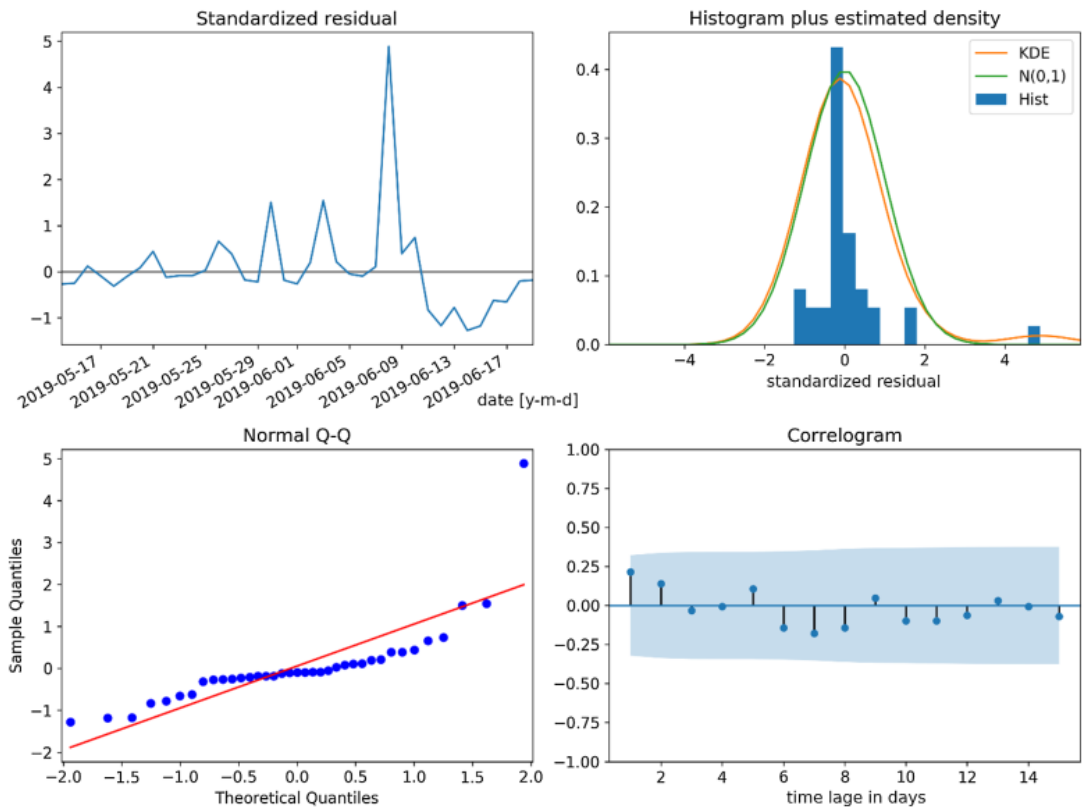 Standardized residual
5
4
3
2
1
0
−1
2019-05-17
2019-05-21
2019-05-25
2019-05-29
2019-06-01
2019-06-05
2019-06-09
2019-06-13
2019-06-17
date [y-m-d]
Histogram plus estimated density
KDE
N(0,1)
Hist
0.4
0.3
0.2
0.1
0.0
−4 −2 0 2 4
standardized residual
Normal Q-Q
Sample Quantiles
5
4
3
2
1
0
−1
−2
−2.0 −1.5 −1.0 −0.5 0.0 0.5 1.0 1.5 2.0
Theoretical Quantiles
Correlogram
1.00
0.75
0.50
0.25
0.00
−0.25
−0.50
−0.75
−1.00
2 4 6 8 10 12 14
time lage in days